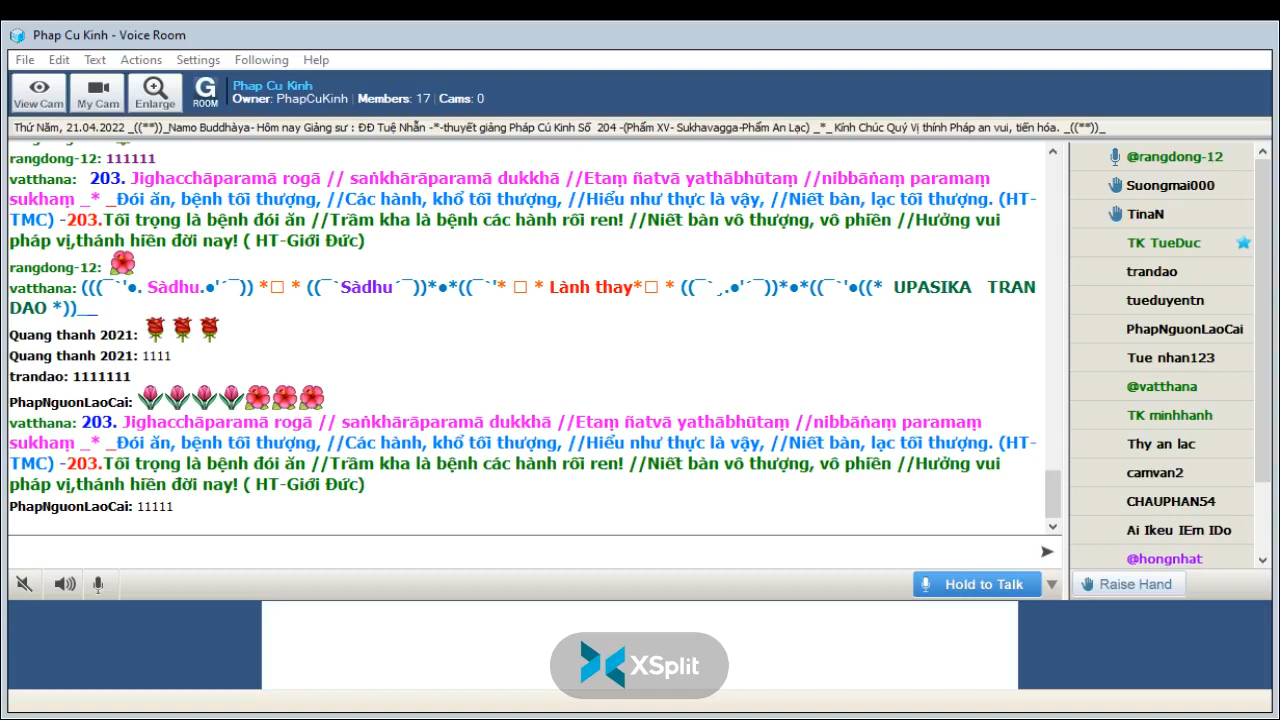 Phap Cu Kinh - Voice Room
File Edit Text Actions Settings Following Help
View Cam
My Cam
Enlarge
G
ROOM
Phap Cu Kinh
Owner: PhapCuKinh | Members: 17 | Cams: 0
Thứ Năm, 21.04.2022 _((**))_Namo Buddhàya- Hôm nay Giảng sư : ĐĐ Tuệ Nhẫn -*-thuyết giảng Pháp Cú Kinh Số 204 -(Phẩm XV- Sukhavagga-Phẩm An Lạc) _*_ Kính Chúc Quý Vị thính Pháp an vui, tiến hóa. _((**))_
rangdong-12: 111111
vatthana: 203. Jighacchāparamā rogā // saṅkhārāparamā dukkhā //Etaṃ ñatvā yathābhūtaṃ //nibbāṅaṃ paramaṃ
sukhaṃ _* _Đói ăn, bệnh tối thượng, //Các hành, khổ tối thượng, //Hiểu như thực là vậy, //Niết bàn, lạc tối thượng. (HT-
TMC) -203.Tối trọng là bệnh đói ăn //Trầm kha là bệnh các hành rối ren! //Niết bàn vô thượng, vô phiền //Hưởng vui
pháp vị,thánh hiền đời nay! ( HT-Giới Đức)
rangdong-12:
vatthana: (((¯`'●. Sàdhu.●'´¯)) *□ * ((¯`Sàdhu´¯))*●*((¯`'* □ * Lành thay*□ * ((¯`¸.●'´¯))*●*((¯`'●((* UPASIKA TRAN
DAO *))__
Quang thanh 2021:
Quang thanh 2021: 1111
trandao: 1111111
PhapNguonLaoCai:
vatthana: 203. Jighacchāparamā rogā // saṅkhārāparamā dukkhā //Etaṃ ñatvā yathābhūtaṃ //nibbāṅaṃ paramaṃ
sukhaṃ _* _Đói ăn, bệnh tối thượng, //Các hành, khổ tối thượng, //Hiểu như thực là vậy, //Niết bàn, lạc tối thượng. (HT-
TMC) -203.Tối trọng là bệnh đói ăn //Trầm kha là bệnh các hành rối ren! //Niết bàn vô thượng, vô phiền //Hưởng vui
pháp vị,thánh hiền đời nay! ( HT-Giới Đức)
PhapNguonLaoCai: 11111
Hold to Talk
@rangdong-12
Suongmai000
TinaN
TK TueDuc
trandao
tueduyentn
PhapNguonLaoCai
Tue nhan123
@vatthana
TK minhhanh
Thy an lac
camvan2
CHAUPHAN54
Ai Ikeu IEm IDo
@hongnhat
Raise Hand
XSplit